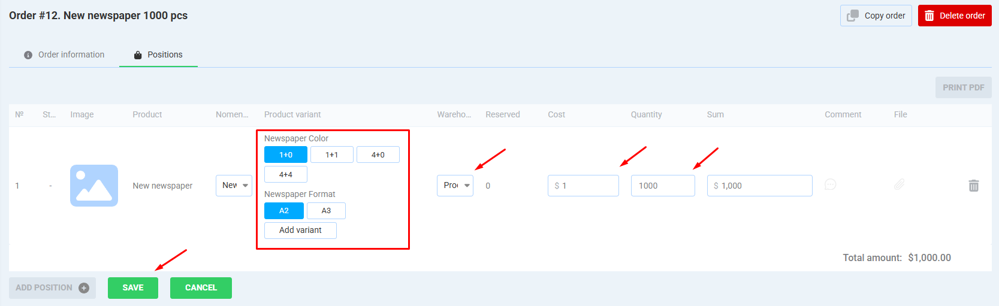 Order #12. New newspaper 1000 pcs
Copy order
Delete order
Order information
Positions
PRINT PDF
№ St... Image Product Nomen... Product variant Wareho... Reserved Cost Quantity Sum Comment File
Newspaper Color
1+0 1+1 4+0
4+4
1 - New newspaper New Proc 0 $ 1 1000 $ 1,000
Newspaper Format
A2 A3
Add variant
Total amount: $1,000.00
ADD POSITION SAVE CANCEL